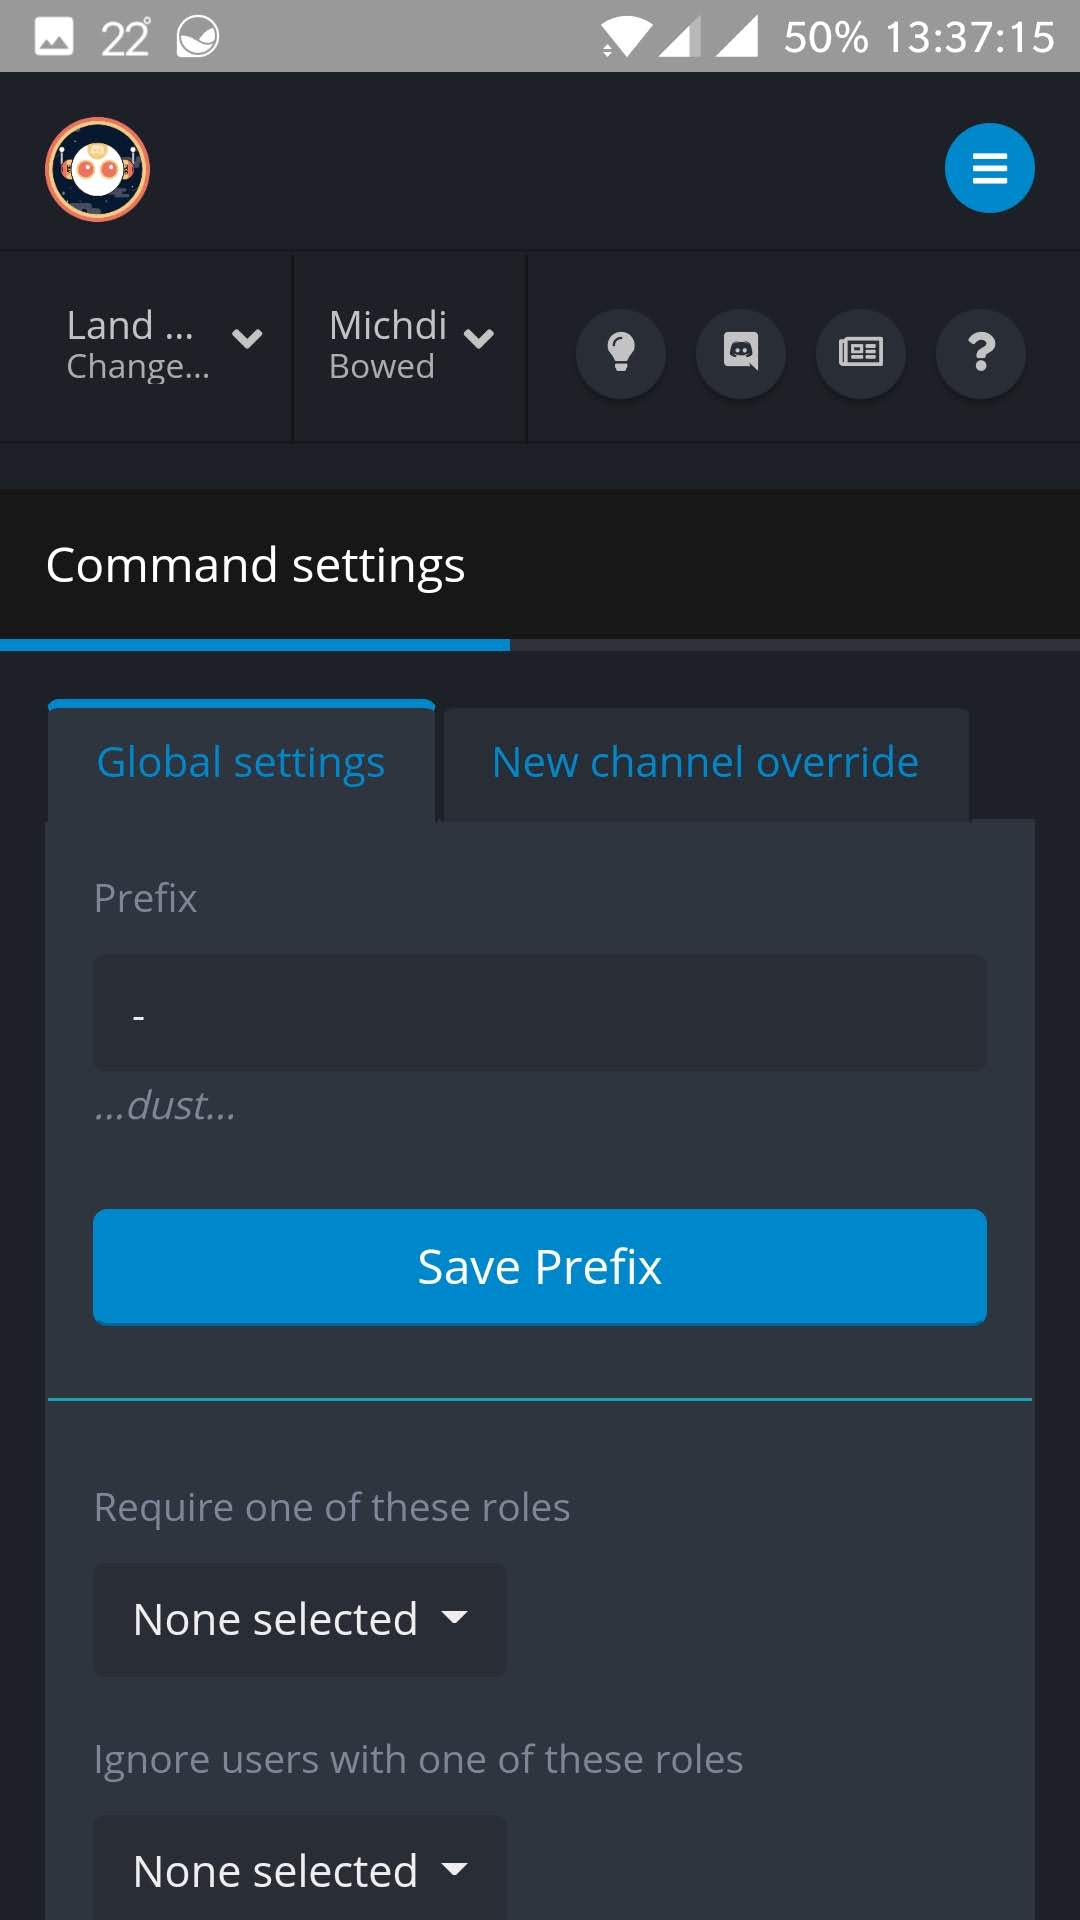 22°
50% 13:37:15
Land ...
Change...
Michdi
Bowed
Command settings
Global settings
New channel override
Prefix
-
...dust...
Save Prefix
Require one of these roles
None selected
Ignore users with one of these roles
None selected